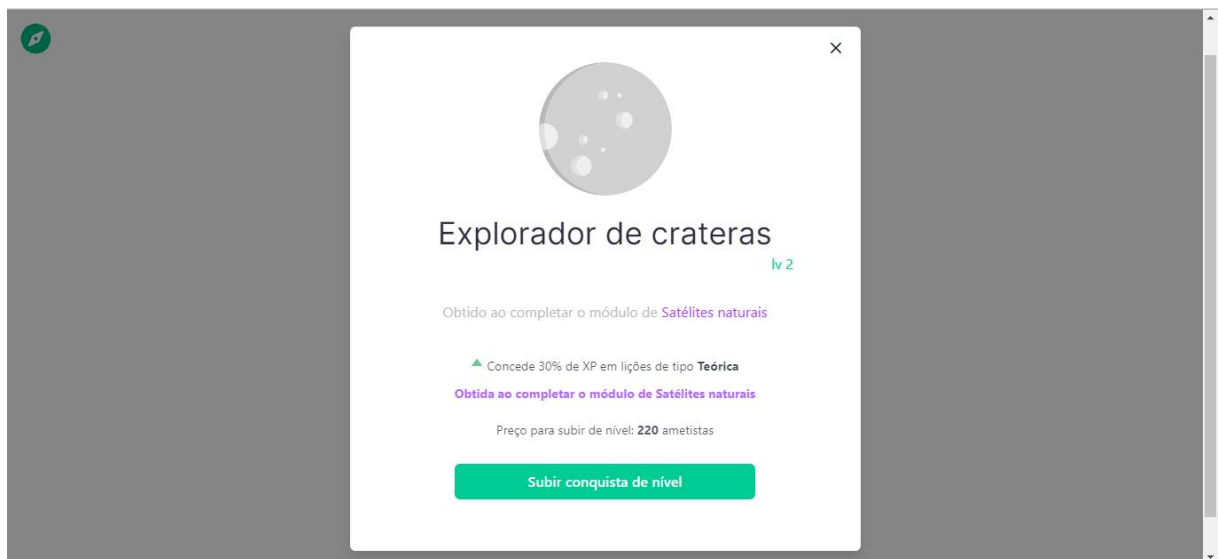 Explorador de crateras
lv 2
Obtido ao completar o módulo de Satélites naturais
Concede 30% de XP em lições de tipo Teórica
Obtida ao completar o módulo de Satélites naturais
Preço para subir de nível: 220 ametistas
Subir conquista de nível